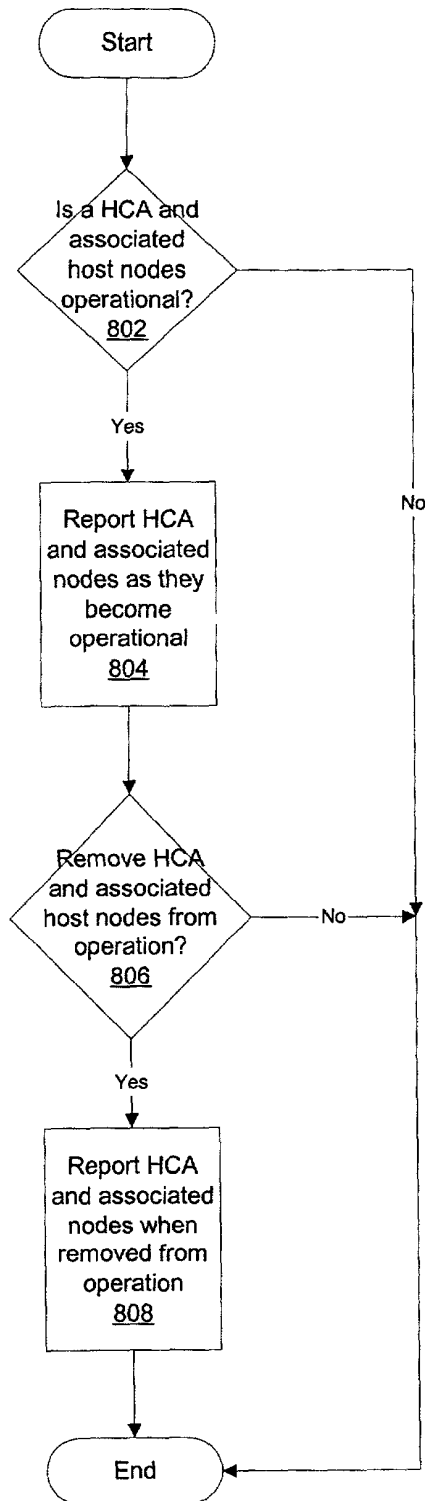 Start
Is a HCA and
associated
host nodes
operational?
802
Yes
No
Report HCA
and associated
nodes as they
become
operational
804
Remove HCA
and associated
host nodes from
operation?
806
No
Yes
Report HCA
and associated
nodes when
removed from
operation
808
End